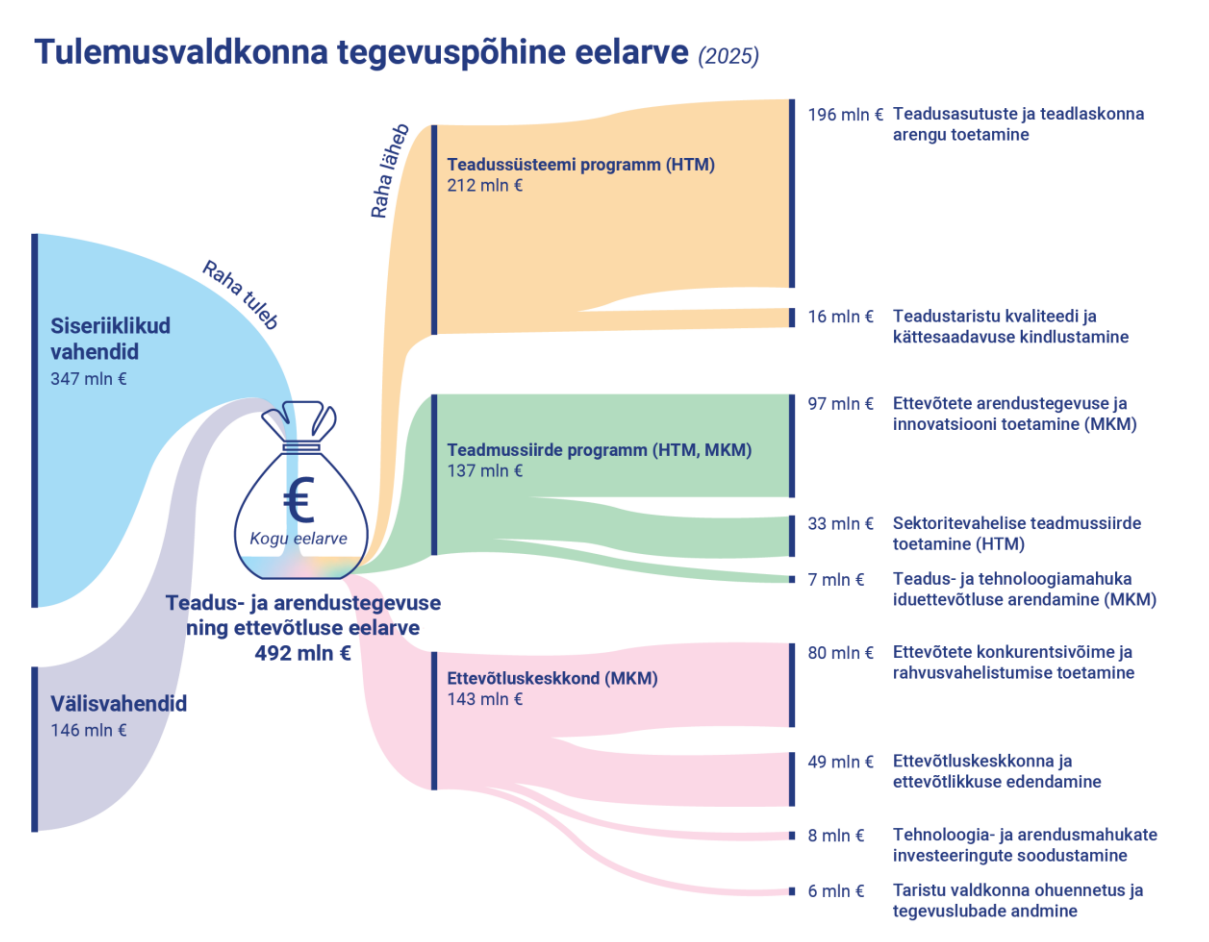 Tulemusvaldkonna tegevuspõhine eelarve (2025)
Raha tuleb
Raha läheb
Siseriiklikud
vahendid
347 mln €
Välisvahendid
146 mln €
€
Kogu eelarve
Teadus- ja arendustegevuse
ning ettevõtluse eelarve
492 mln €
Teadussüsteemi programm (HTM)
212 mln €
196 mln € Teadusasutuste ja teadlaskonna
arengu toetamine
16 mln € Teadustaristu kvaliteedi ja
kättesaadavuse kindlustamine
Teadmussiirde programm (HTM, MKM)
137 mln €
97 mln € Ettevõtete arendustegevuse ja
innovatsiooni toetamine (MKM)
33 mln € Sektoritevahelise teadmussiirde
toetamine (HTM)
7 mln € Teadus- ja tehnoloogiamahuka
iduettevõtluse arendamine (MKM)
Ettevõtluskeskkond (MKM)
143 mln €
80 mln € Ettevõtete konkurentsivõime ja
rahvusvahelistumise toetamine
49 mln € Ettevõtluskeskkonna ja
ettevõtlikkuse edendamine
8 mln € Tehnoloogia- ja arendusmahukate
investeeringute soodustamine
6 mln € Taristu valdkonna ohuennetus ja
tegevuslubade andmine